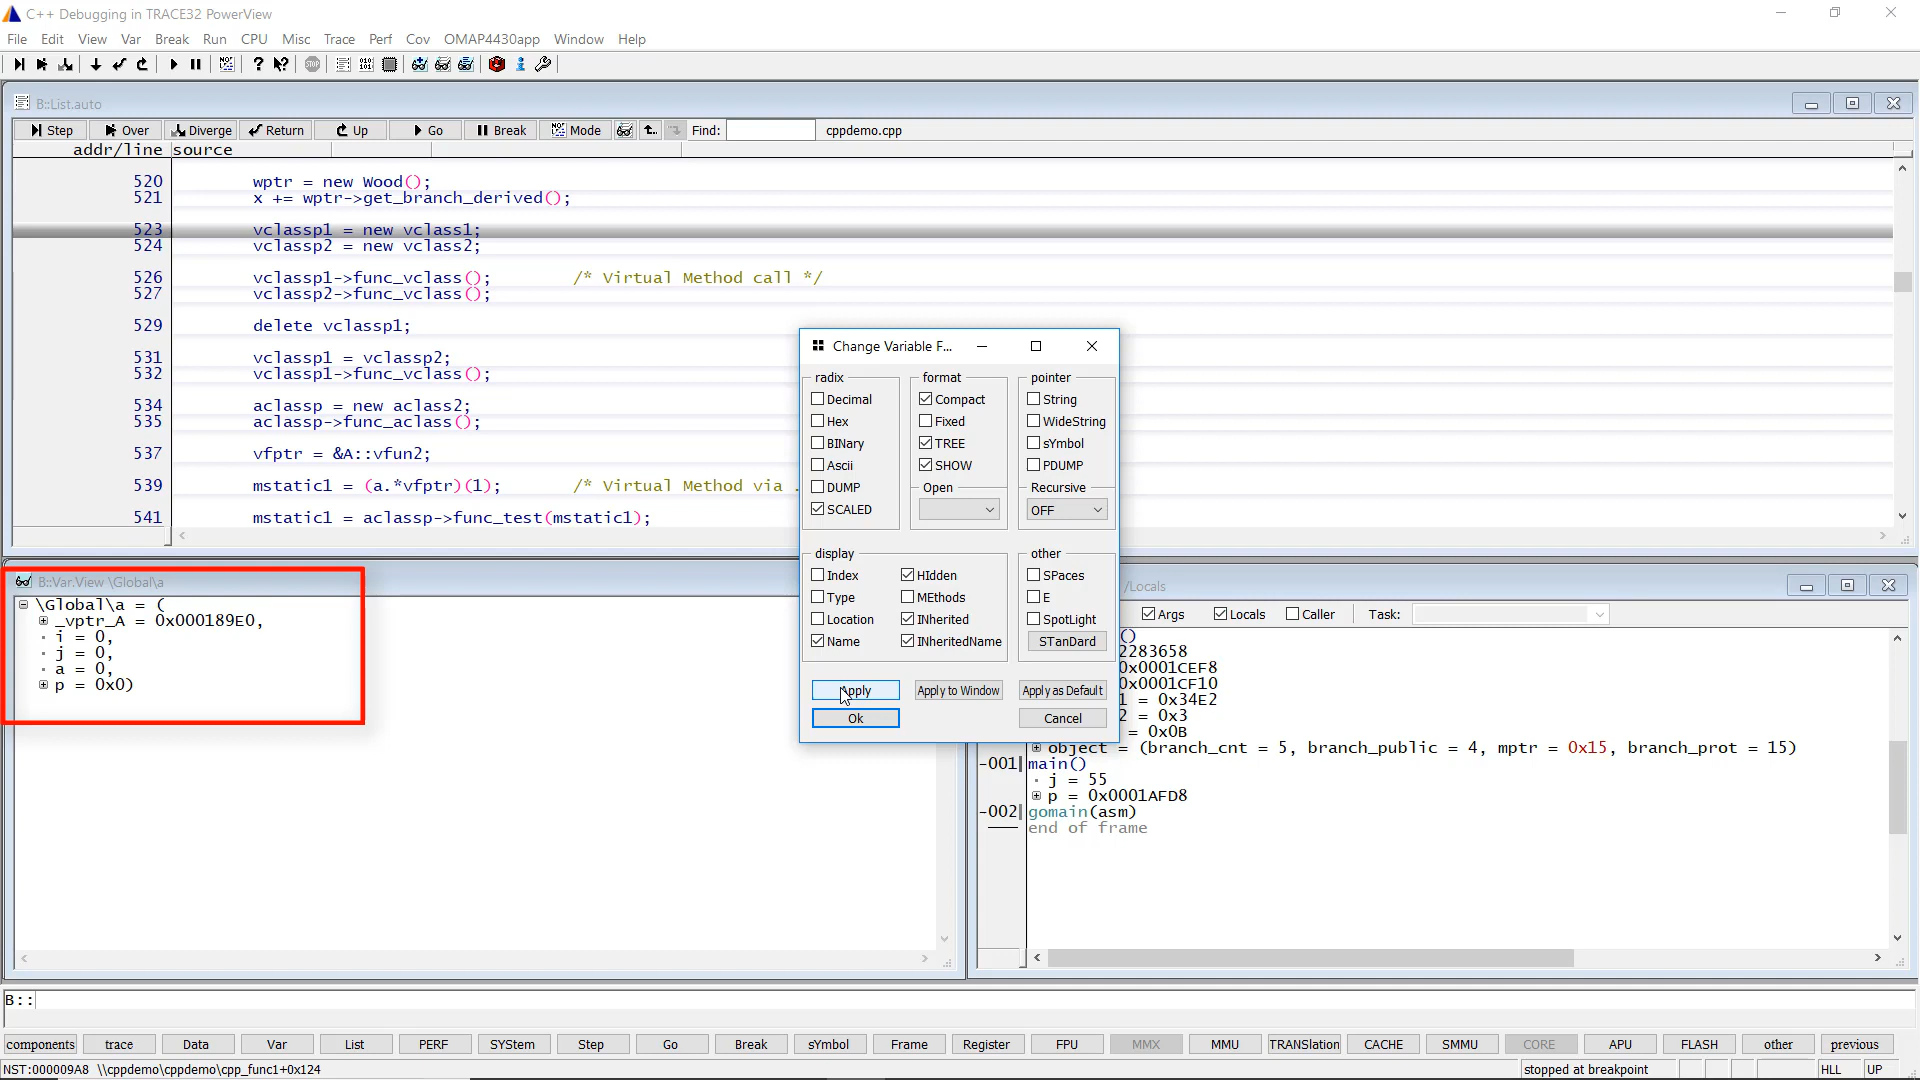 C++ Debugging in TRACE32 PowerView
File Edit View Var Break Run CPU Misc Trace Perf Cov OMAP4430app Window Help
B::List.auto
Step Over Diverge Return Up Go Break Mode Find: cppdemo.cpp
addr/line source
520 wptr = new Wood();
521 x += wptr->get_branch_derived();
523 vclassp1 = new vclass1;
524 vclassp2 = new vclass2;
526 vclassp1->func_vclass(); /* Virtual Method call */
527 vclassp2->func_vclass();
529 delete vclassp1;
531 vclassp1 = vclassp2;
532 vclassp1->func_vclass();
534 aclassp = new aclass2;
535 aclassp->func_aclass();
537 vfptr = &A::vfun2;
539 mstatic1 = (a.*vfptr)(1); /* Virtual Method via .
541 mstatic1 = aclassp->func_test(mstatic1);
Change Variable F...
radix format pointer
Decimal Compact String
Hex Fixed WideString
BINary TREE sYmbol
Ascii SHOW PDUMP
DUMP Open Recursive
SCALED OFF
display other
Index HIdden SPaces
Type MEthods E
Location INherited SpotLight
Name INheritedName STanDard
Apply Apply to Window Apply as Default
Ok Cancel
B::Var.View \Global\a
\Global\a = (
_vptr_A = 0x000189E0,
i = 0,
j = 0,
a = 0,
p = 0x0)
/Locals
Args Locals Caller Task:
()
2283658
0x0001CEF8
0x0001CF10
1 = 0x34E2
2 = 0x3
= 0x0B
object = (branch_cnt = 5, branch_public = 4, mptr = 0x15, branch_prot = 15)
-001 main()
j = 55
p = 0x0001AFD8
-002 gomain(asm)
end of frame
B::
components trace Data Var List PERF SYStem Step Go Break sYmbol Frame Register FPU MMX MMU TRANSlation CACHE SMMU CORE APU FLASH other previous
NST:000009A8 \\cppdemo\cppdemo\cpp_func1+0x124 stopped at breakpoint HLL UP